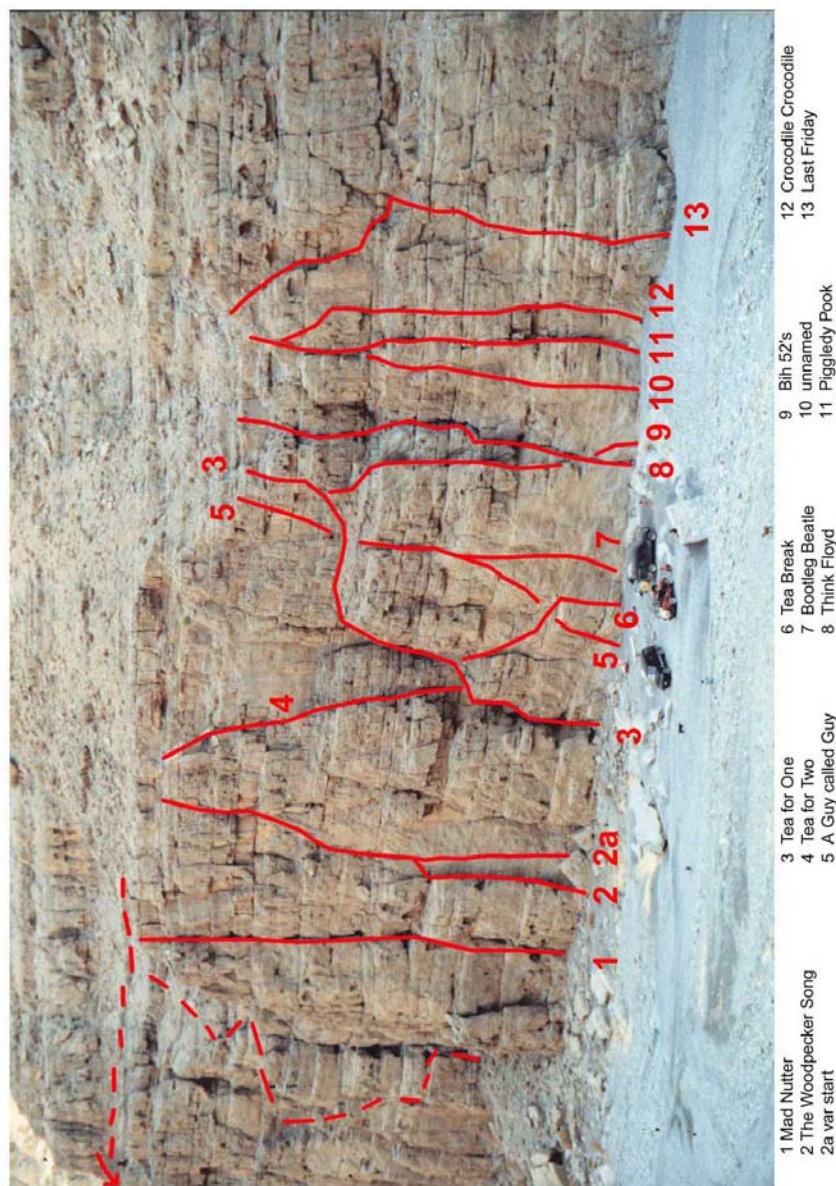 3
5
4
1
2
2a
3
5
6
7
8
9
10
11
12
13
1 Mad Nutter
2 The Woodpecker Song
2a var start
3 Tea for One
4 Tea for Two
5 A Guy called Guy
6 Tea Break
7 Bootleg Beatle
8 Think Floyd
9 Bih 52's
10 unnamed
11 Piggledy Pook
12 Crocodile Crocodile
13 Last Friday